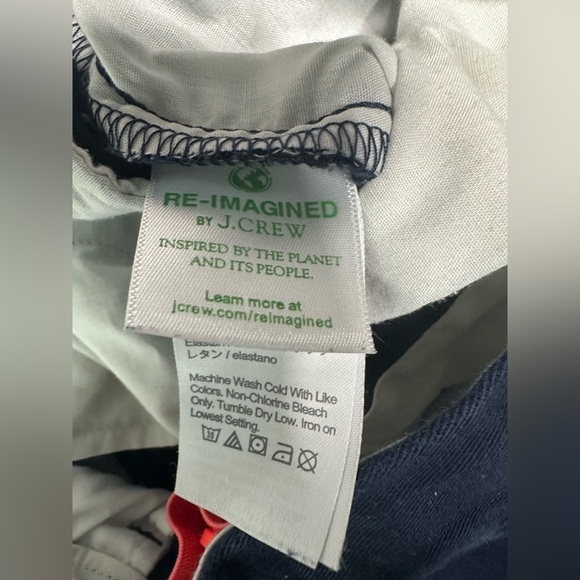 RE-IMAGINED
BY J.CREW
INSPIRED BY THE PLANET
AND ITS PEOPLE.
Learn more at
jcrew.com/reimagined
レタン / elastano
Machine Wash Cold With Like
Colors. Non-Chlorine Bleach
Only. Tumble Dry Low. Iron on
Lowest Setting.